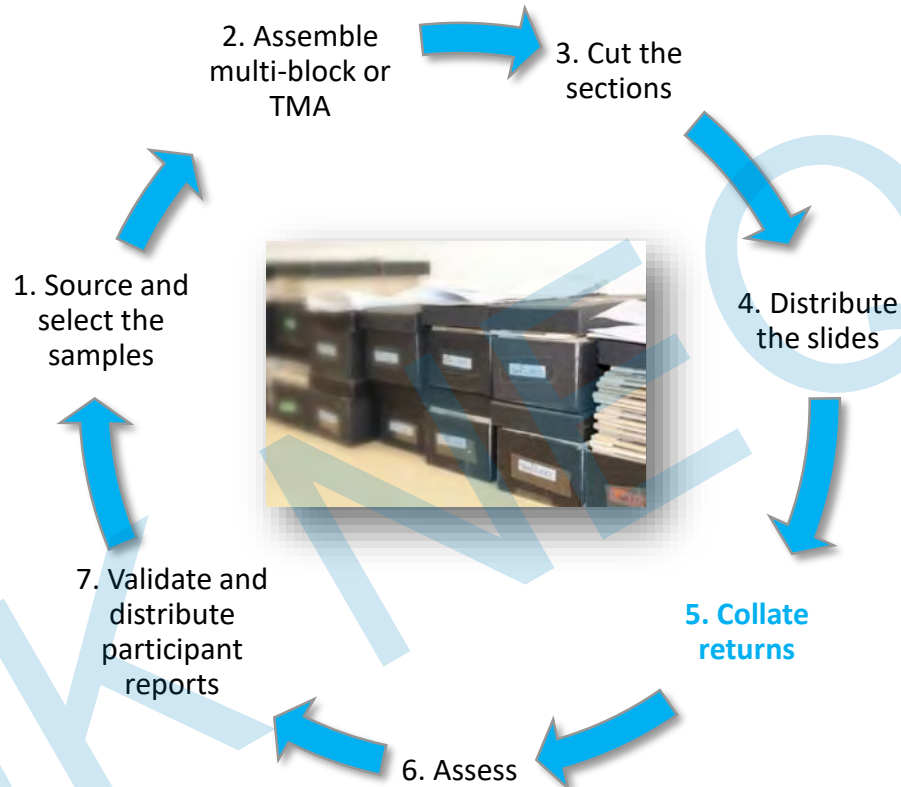 2. Assemble
multi-block or
TMA
3. Cut the
sections
1. Source and
select the
samples
4. Distribute
the slides
7. Validate and
distribute
participant
reports
5. Collate
returns
6. Assess